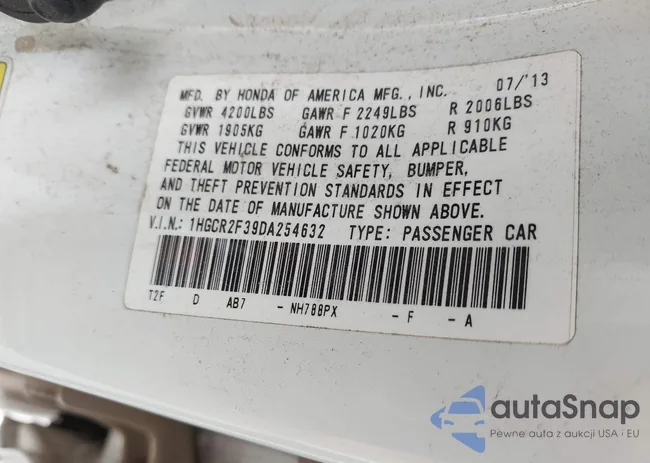 MFD. BY HONDA OF AMERICA MFG., INC. 07/'13
GVWR 4200LBS GAWR F 2249LBS R 2006LBS
GVWR 1905KG GAWR F 1020KG R 910KG
THIS VEHICLE CONFORMS TO ALL APPLICABLE
FEDERAL MOTOR VEHICLE SAFETY, BUMPER,
AND THEFT PREVENTION STANDARDS IN EFFECT
ON THE DATE OF MANUFACTURE SHOWN ABOVE.
V.I.N.: 1HGCR2F39DA254632 TYPE: PASSENGER CAR
T2F D AB7 - NH788PX - F - A
autaSnap
Pewne auta z aukcji USA i EU